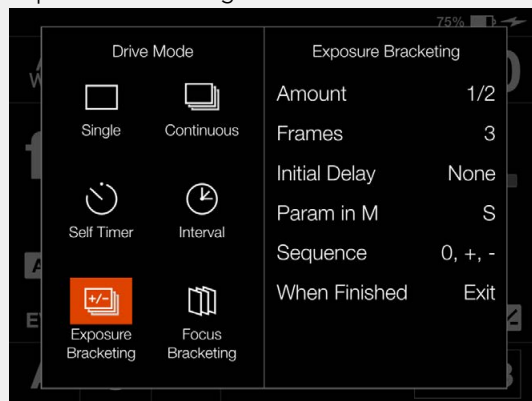 75%
Drive Mode
Single
Continuous
Self Timer
Interval
+/-
Exposure
Bracketing
Focus
Bracketing
Exposure Bracketing
Amount 1/2
Frames 3
Initial Delay None
Param in M S
Sequence 0, +, -
When Finished Exit